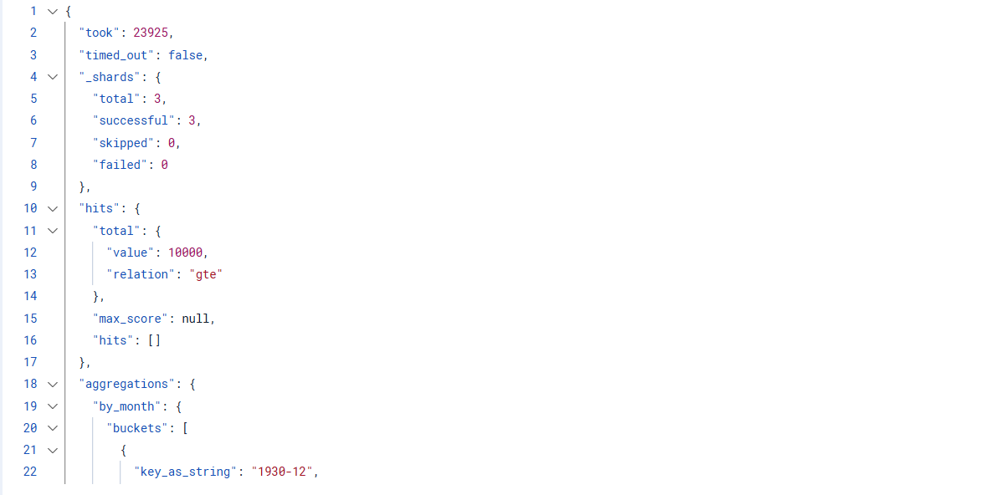 1 {
2 "took": 23925,
3 "timed_out": false,
4 "_shards": {
5 "total": 3,
6 "successful": 3,
7 "skipped": 0,
8 "failed": 0
9 },
10 "hits": {
11 "total": {
12 "value": 10000,
13 "relation": "gte"
14 },
15 "max_score": null,
16 "hits": []
17 },
18 "aggregations": {
19 "by_month": {
20 "buckets": [
21 {
22 "key_as_string": "1930-12",